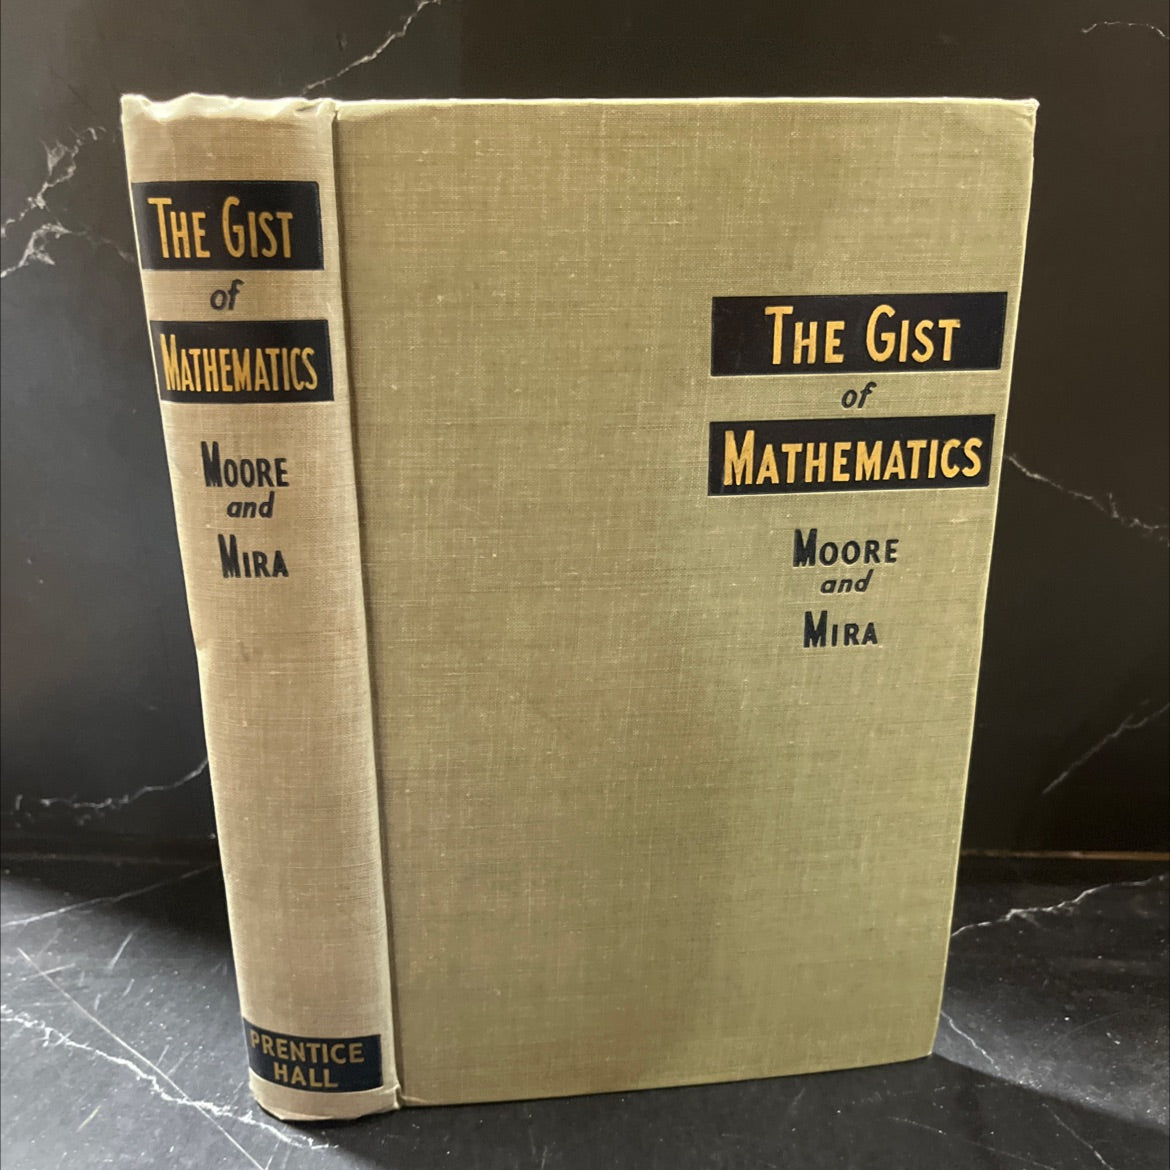 THE GIST
of
MATHEMATICS
MOORE
and
MIRA
PRENTICE
HALL
THE GIST
of
MATHEMATICS
MOORE
and
MIRA